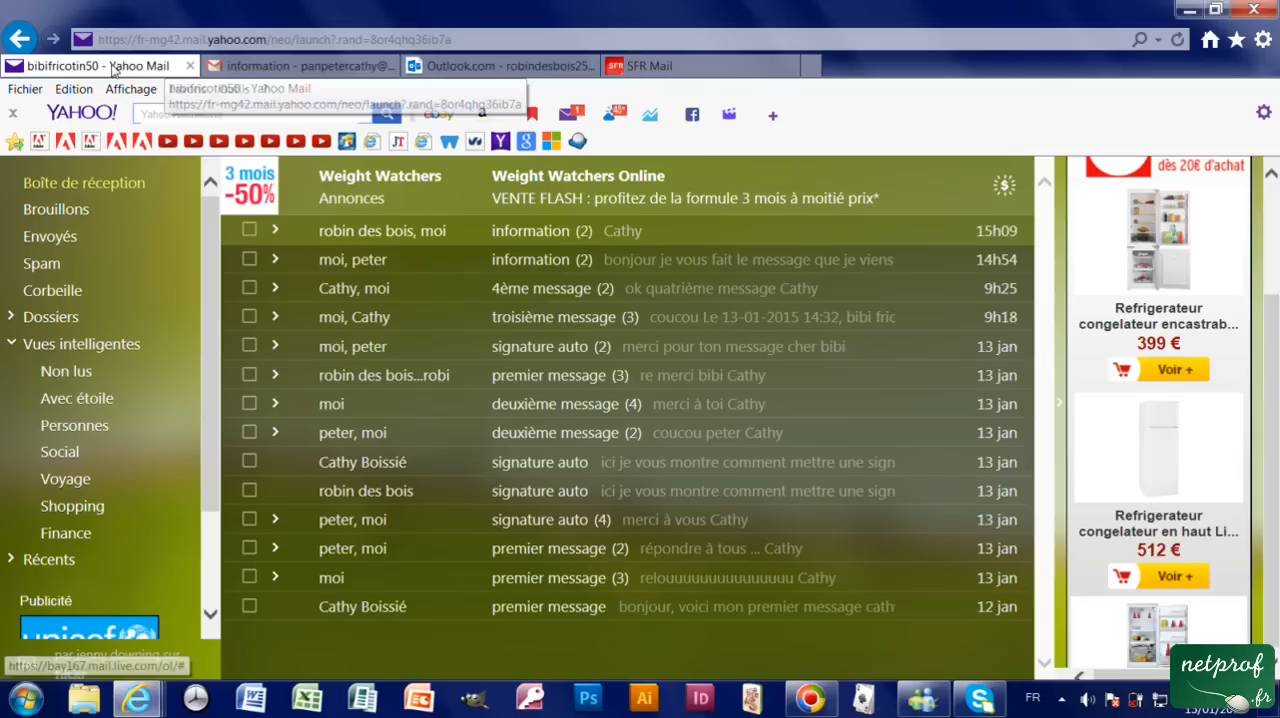 https://fr-mg42.mail.yahoo.com/neo/launch?.rand=8or4qhq36ib7a
bibifricotin50 - Yahoo Mail
information - panpetercathy@...
Outlook.com - robindesbois25...
SFR SFR Mail
Fichier Edition Affichage
bibifricotin50 - Yahoo Mail
https://fr-mg42.mail.yahoo.com/neo/launch?.rand=8or4qhq36ib7a
YAHOO!
ebay a
Boîte de réception
Brouillons
Envoyés
Spam
Corbeille
Dossiers
Vues intelligentes
Non lus
Avec étoile
Personnes
Social
Voyage
Shopping
Finance
Récents
Publicité
unicef
par jenny downing sur
https://bay167.mail.live.com/ol/#
3 mois
-50%
Weight Watchers Weight Watchers Online
Annonces VENTE FLASH : profitez de la formule 3 mois à moitié prix*
robin des bois, moi information (2) Cathy 15h09
moi, peter information (2) bonjour je vous fait le message que je viens 14h54
Cathy, moi 4ème message (2) ok quatrième message Cathy 9h25
moi, Cathy troisième message (3) coucou Le 13-01-2015 14:32, bibi fric 9h18
moi, peter signature auto (2) merci pour ton message cher bibi 13 jan
robin des bois...robi premier message (3) re merci bibi Cathy 13 jan
moi deuxième message (4) merci à toi Cathy 13 jan
peter, moi deuxième message (2) coucou peter Cathy 13 jan
Cathy Boissié signature auto ici je vous montre comment mettre une sign 13 jan
robin des bois signature auto ici je vous montre comment mettre une sign 13 jan
peter, moi signature auto (4) merci à vous Cathy 13 jan
peter, moi premier message (2) répondre à tous ... Cathy 13 jan
moi premier message (3) relouuuuuuuuuuuuuu Cathy 13 jan
Cathy Boissié premier message bonjour, voici mon premier message cath 12 jan
dès 20€ d'achat
Refrigerateur
congelateur encastrab...
399 €
Voir +
Refrigerateur
congelateur en haut Li...
512 €
Voir +
netprof
.fr
FR